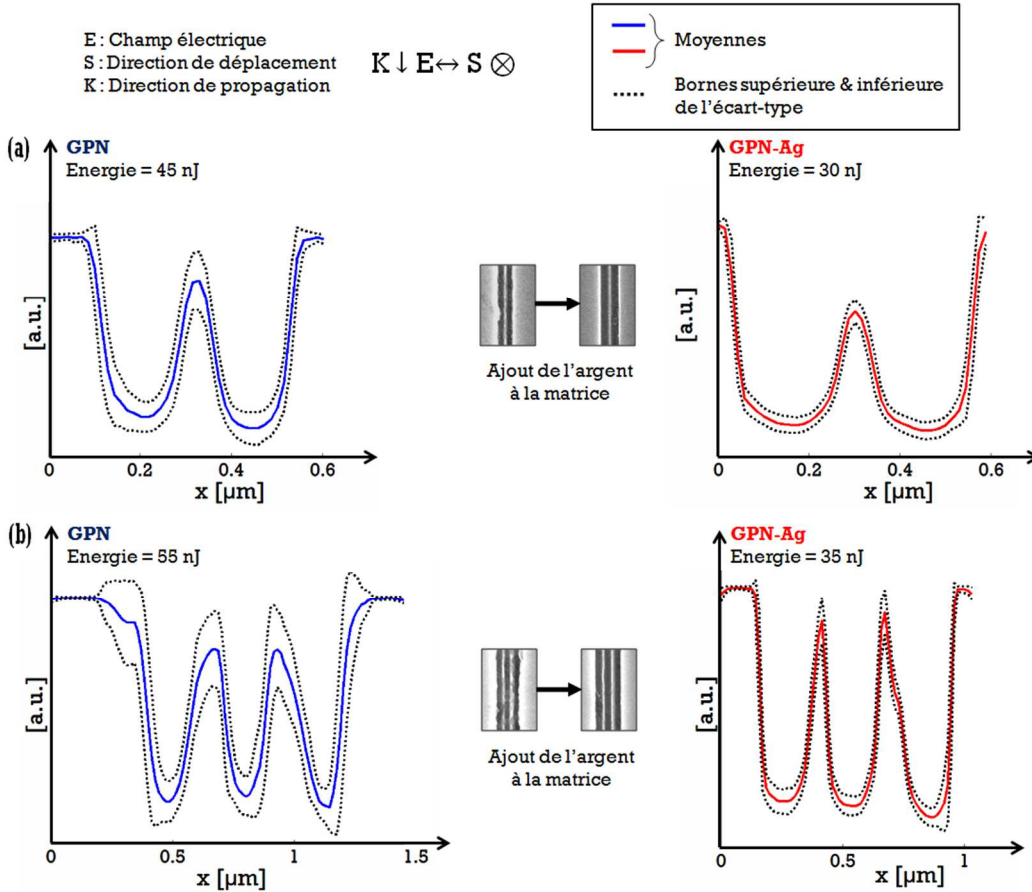 E : Champ électrique
S : Direction de déplacement
K : Direction de propagation
K ↓ E ↔ S ⊗
Moyennes
Bornes supérieure & inférieure
de l'écart-type
(a)
GPN
Energie = 45 nJ
[a.u.]
0 0.2 0.4 0.6
x [µm]
Ajout de l'argent
à la matrice
GPN-Ag
Energie = 30 nJ
[a.u.]
0 0.2 0.4 0.6
x [µm]
(b)
GPN
Energie = 55 nJ
[a.u.]
0 0.5 1 1.5
x [µm]
Ajout de l'argent
à la matrice
GPN-Ag
Energie = 35 nJ
[a.u.]
0 0.5 1
x [µm]